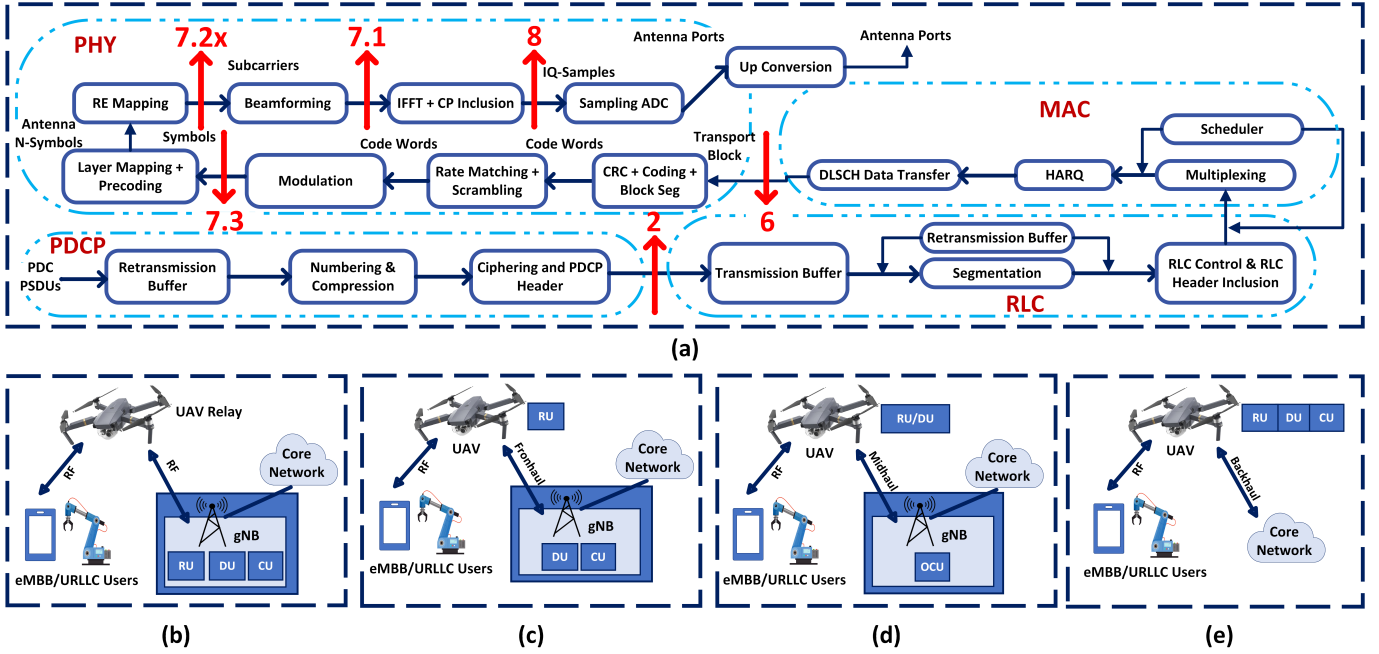 PHY
7.2x
7.1
8
Antenna Ports
Antenna Ports
Subcarriers
IQ-Samples
Up Conversion
RE Mapping
Beamforming
IFFT + CP Inclusion
Sampling ADC
MAC
Antenna
N-Symbols
Symbols
Code Words
Code Words
Transport
Block
Scheduler
Layer Mapping +
Precoding
Modulation
Rate Matching +
Scrambling
CRC + Coding +
Block Seg
DLSCH Data Transfer
HARQ
Multiplexing
7.3
2
6
PDCP
PDC
PSDUs
Retransmission
Buffer
Numbering &
Compression
Ciphering and PDCP
Header
Transmission Buffer
Retransmission Buffer
Segmentation
RLC Control & RLC
Header Inclusion
RLC
(a)
UAV Relay
RF
RF
Core
Network
gNB
RU
DU
CU
eMBB/URLLC Users
(b)
RU
UAV
RF
Fronhaul
Core
Network
gNB
DU
CU
eMBB/URLLC Users
(c)
RU/DU
UAV
RF
Midhaul
Core
Network
gNB
OCU
eMBB/URLLC Users
(d)
RU
DU
CU
UAV
RF
Backhaul
Core
Network
eMBB/URLLC Users
(e)